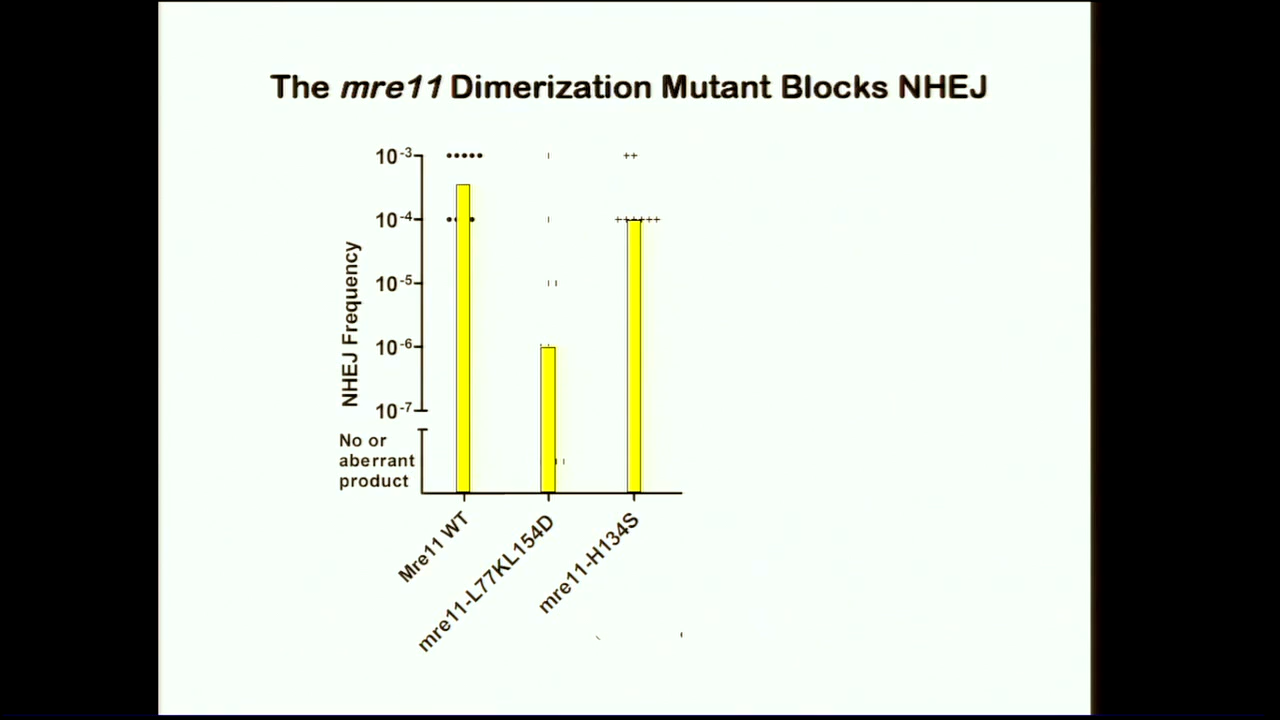 The mre11 Dimerization Mutant Blocks NHEJ
10-3
10-4
10-5
10-6
10-7
NHEJ Frequency
No or
aberrant
product
Mre11 WT
mre11-L77KL154D
mre11-H134S